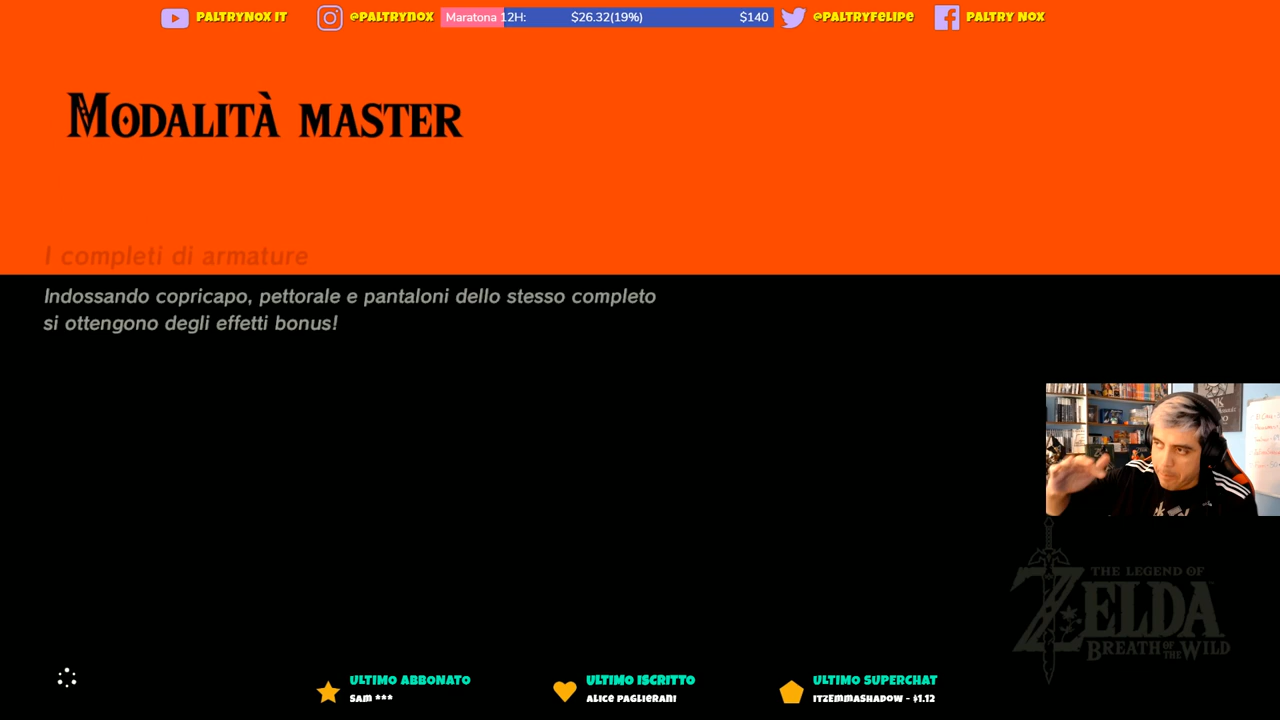 PALTRYNOX IT
@PALTRYNOX
Maratona 12H: $26.32(19%) $140
@PALTRYFELIPE
PALTRY NOX
MODALITÀ MASTER
I completi di armature
Indossando copricapo, pettorale e pantaloni dello stesso completo
si ottengono degli effetti bonus!
THE LEGEND OF
ZELDA
BREATH OF THE WILD
ULTIMO ABBONATO
SAM ***
ULTIMO ISCRITTO
ALICE PAGLIERANI
ULTIMO SUPERCHAT
ITZEMMASHADOW - $1.12